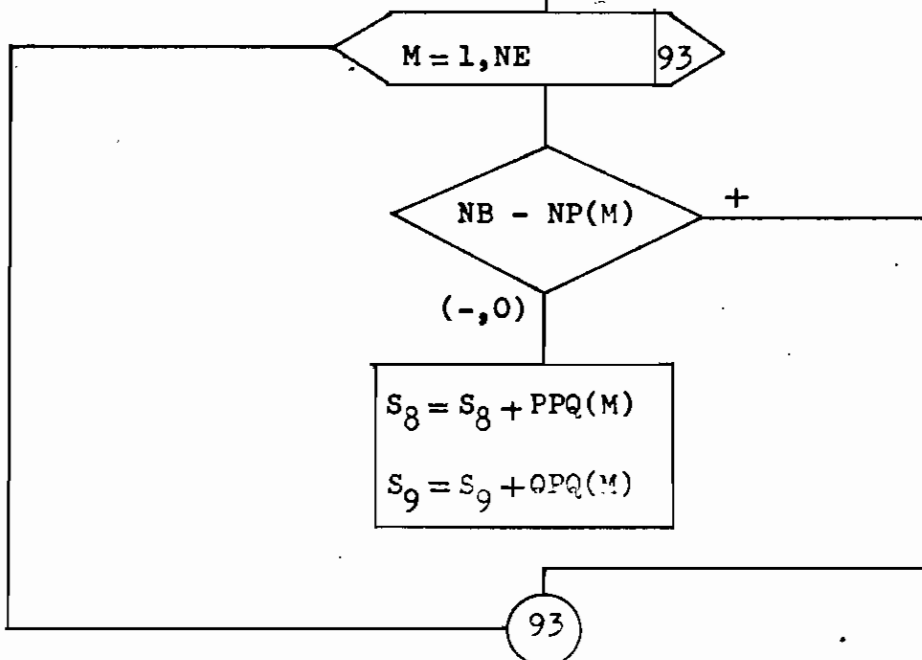 M = 1, NE 93
NB - NP(M)
+
(-,0)
S8 = S8 + PPQ(M)
S9 = S9 + QPQ(M)
93